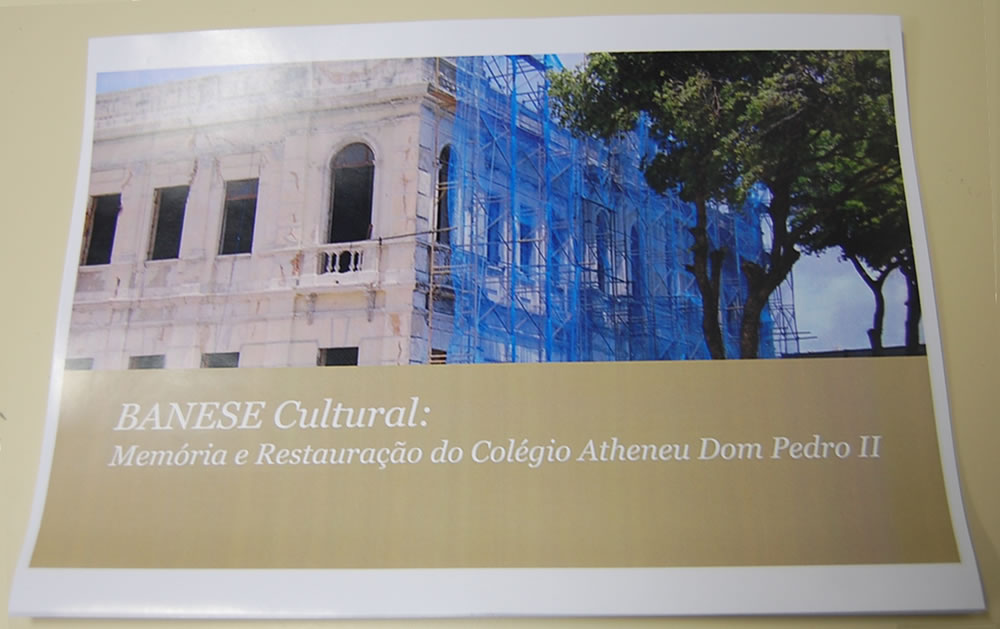 BANESE Cultural:
Memória e Restauração do Colégio Atheneu Dom Pedro II